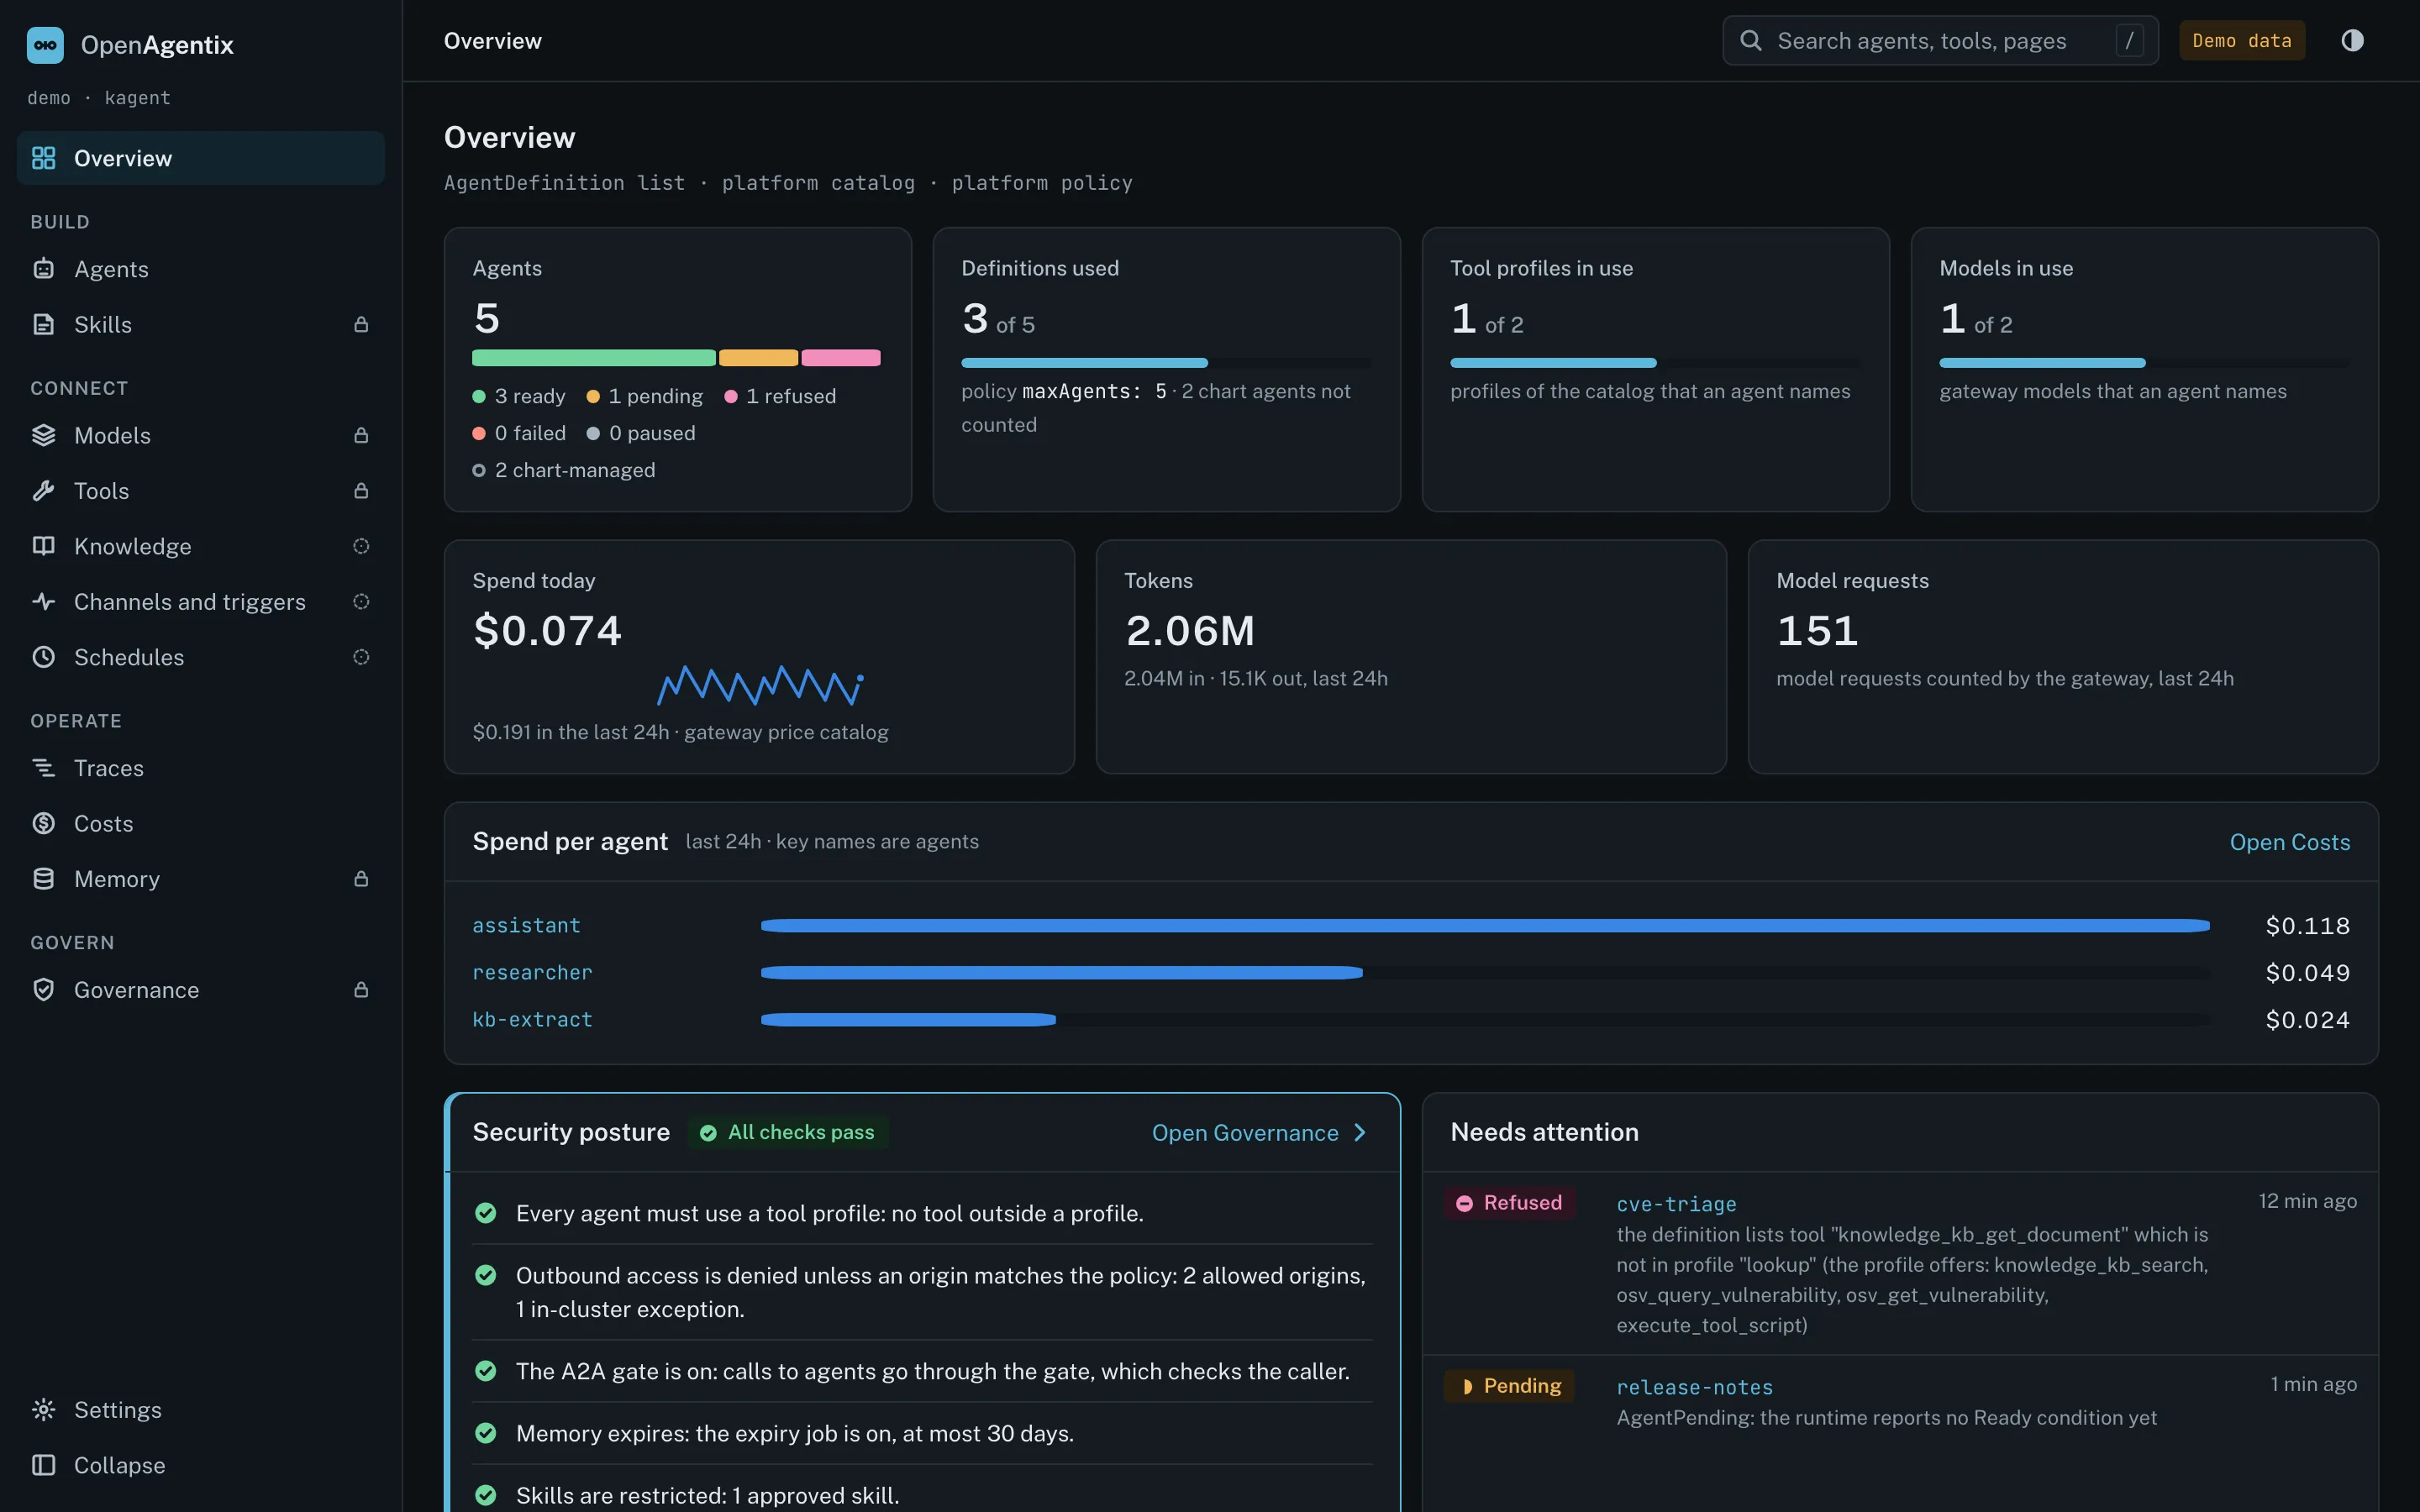 OpenAgentix
demo · kagent
Overview
BUILD
Agents
Skills
CONNECT
Models
Tools
Knowledge
Channels and triggers
Schedules
OPERATE
Traces
Costs
Memory
GOVERN
Governance
Settings
Collapse
Overview
Search agents, tools, pages /
Demo data
Overview
AgentDefinition list · platform catalog · platform policy
Agents
5
3 ready 1 pending 1 refused
0 failed 0 paused
2 chart-managed
Definitions used
3 of 5
policy maxAgents: 5 · 2 chart agents not
counted
Tool profiles in use
1 of 2
profiles of the catalog that an agent names
Models in use
1 of 2
gateway models that an agent names
Spend today
$0.074
$0.191 in the last 24h · gateway price catalog
Tokens
2.06M
2.04M in · 15.1K out, last 24h
Model requests
151
model requests counted by the gateway, last 24h
Spend per agent last 24h · key names are agents Open Costs
assistant $0.118
researcher $0.049
kb-extract $0.024
Security posture All checks pass Open Governance
Every agent must use a tool profile: no tool outside a profile.
Outbound access is denied unless an origin matches the policy: 2 allowed origins,
1 in-cluster exception.
The A2A gate is on: calls to agents go through the gate, which checks the caller.
Memory expires: the expiry job is on, at most 30 days.
Skills are restricted: 1 approved skill.
Needs attention
Refused cve-triage 12 min ago
the definition lists tool "knowledge_kb_get_document" which is
not in profile "lookup" (the profile offers: knowledge_kb_search,
osv_query_vulnerability, osv_get_vulnerability,
execute_tool_script)
Pending release-notes 1 min ago
AgentPending: the runtime reports no Ready condition yet